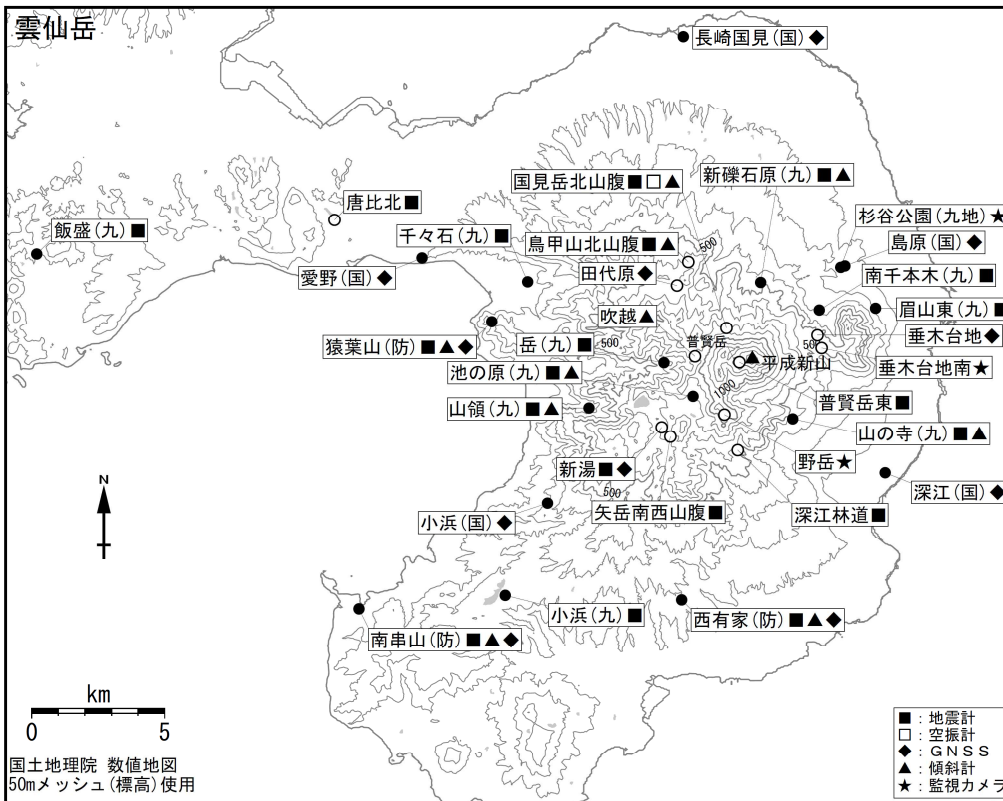 雲仙岳
長崎国見(国)◆
国見岳北山腹■□▲
新礫石原(九)■▲
唐比北■
飯盛(九)■
千々石(九)■
鳥甲山北山腹■▲
500
杉谷公園(九地)★
島原(国)◆
愛野(国)◆
田代原◆
南千本木(九)■
吹越▲
眉山東(九)■
猿葉山(防)■▲◆
岳(九)■
500
普賢岳
500
垂木台地◆
平成新山
垂木台地南★
池の原(九)■▲
1000
山領(九)■▲
普賢岳東■
山の寺(九)■▲
新湯■◆
野岳★
500
深江(国)◆
小浜(国)◆
矢岳南西山腹■
深江林道■
N
小浜(九)■
西有家(防)■▲◆
南串山(防)■▲◆
km
0 5
国土地理院 数値地図
50mメッシュ(標高)使用
■:地震計
□:空振計
◆:GNSS
▲:傾斜計
★:監視カメラ